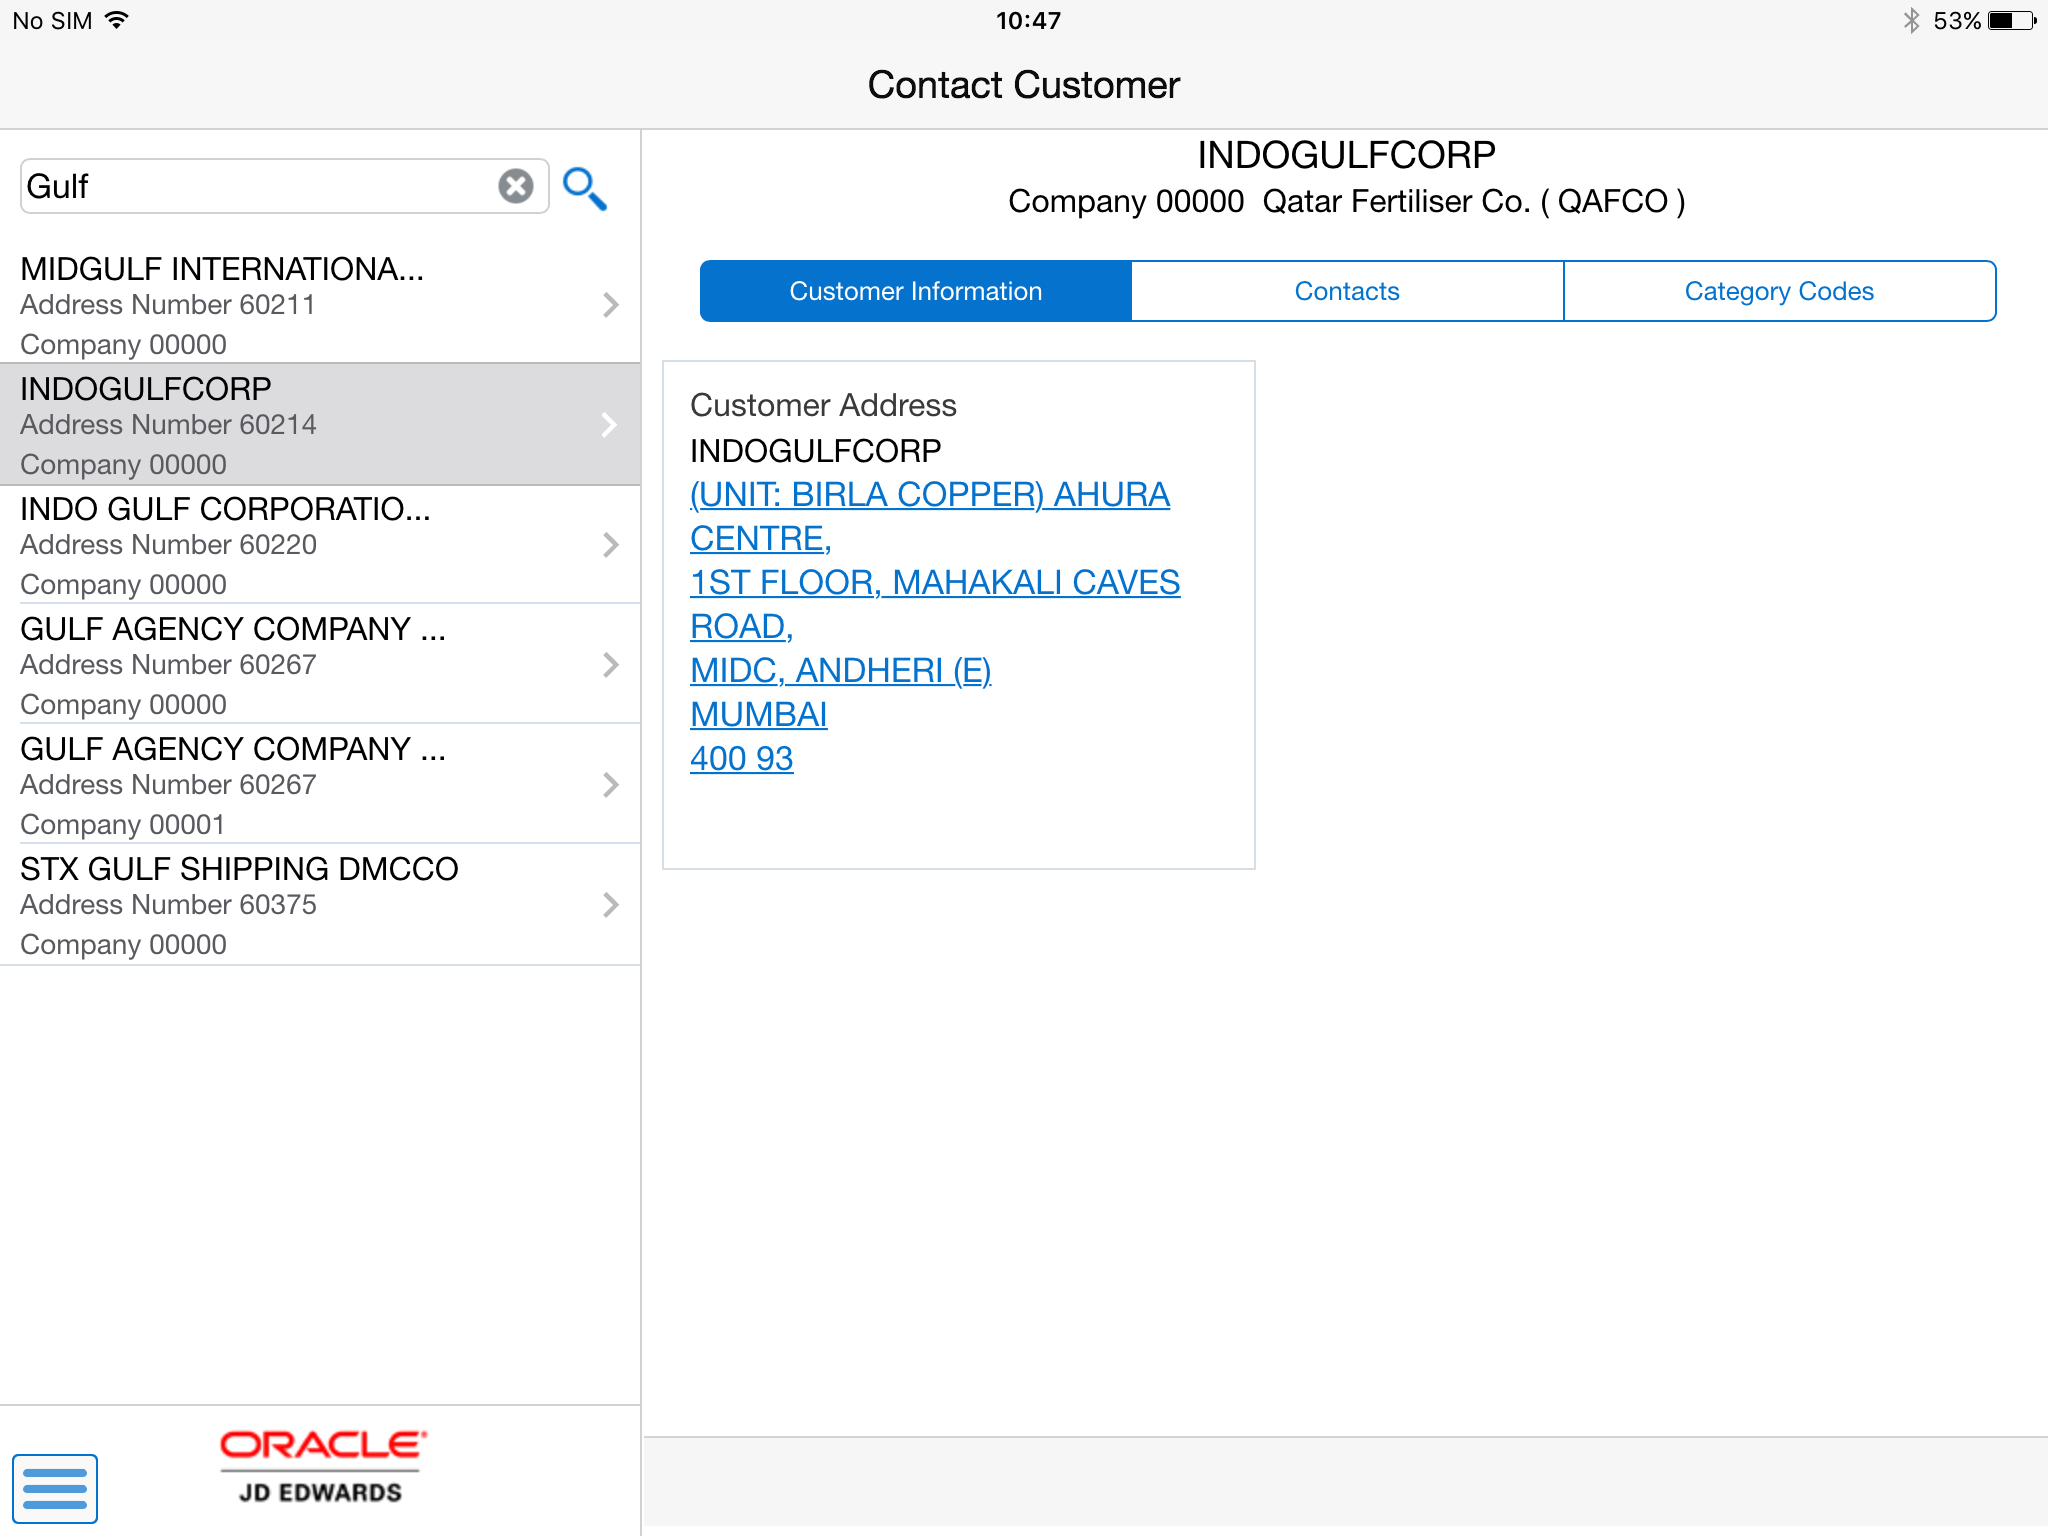 No SIM 10:47 53%
Contact Customer
Gulf
MIDGULF INTERNATIONA...
Address Number 60211
Company 00000
INDOGULFCORP
Address Number 60214
Company 00000
INDO GULF CORPORATIO...
Address Number 60220
Company 00000
GULF AGENCY COMPANY ...
Address Number 60267
Company 00000
GULF AGENCY COMPANY ...
Address Number 60267
Company 00001
STX GULF SHIPPING DMCCO
Address Number 60375
Company 00000
ORACLE
JD EDWARDS
INDOGULFCORP
Company 00000 Qatar Fertiliser Co. ( QAFCO )
Customer Information Contacts Category Codes
Customer Address
INDOGULFCORP
(UNIT: BIRLA COPPER) AHURA
CENTRE,
1ST FLOOR, MAHAKALI CAVES
ROAD,
MIDC, ANDHERI (E)
MUMBAI
400 93